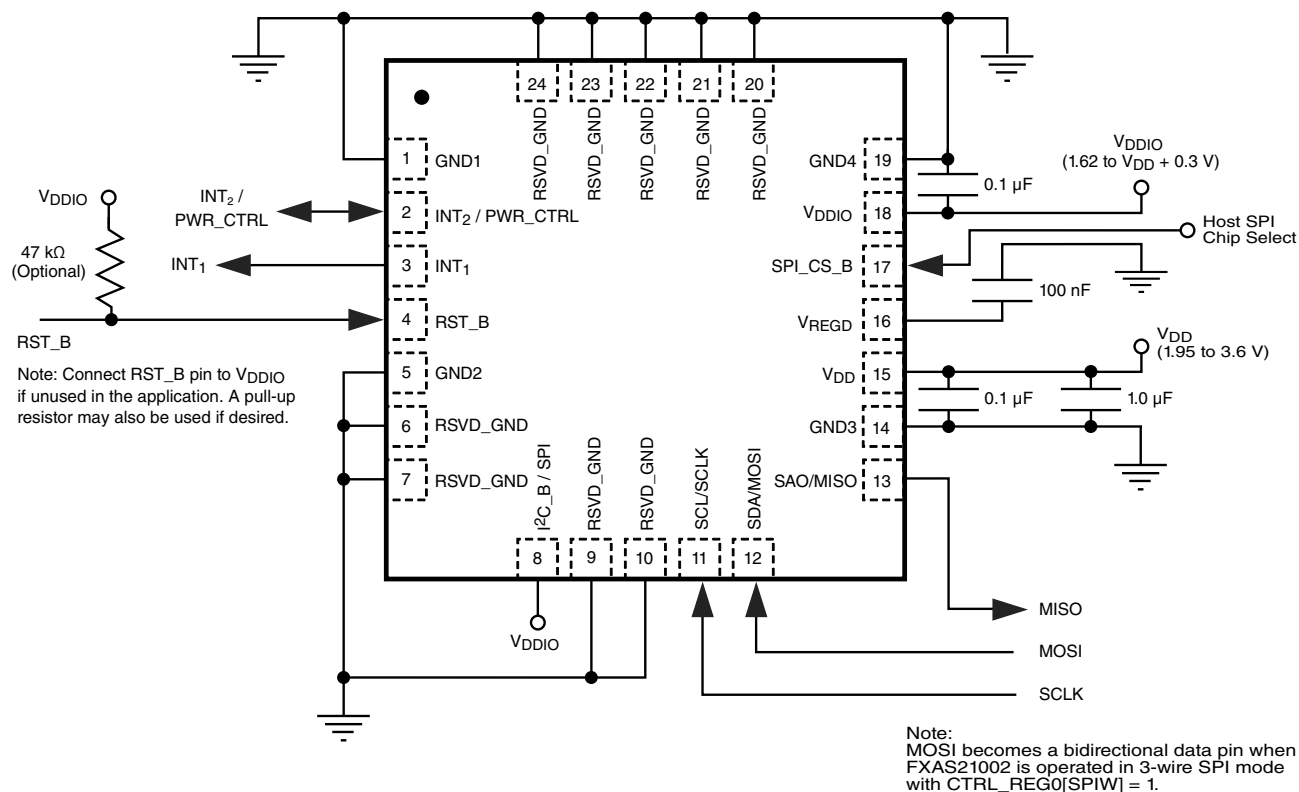 24
23
22
21
20
RSVD_GND
RSVD_GND
RSVD_GND
RSVD_GND
RSVD_GND
1
GND1
GND4
19
VDDIO
(1.62 to VDD + 0.3 V)
0.1 µF
VDDIO
INT2 /
PWR_CTRL
2
INT2 / PWR_CTRL
VDDIO
18
Host SPI
Chip Select
47 kΩ
(Optional)
INT1
3
INT1
SPI_CS_B
17
100 nF
RST_B
4
RST_B
VREGD
16
VDD
(1.95 to 3.6 V)
Note: Connect RST_B pin to VDDIO
if unused in the application. A pull-up
resistor may also be used if desired.
5
GND2
VDD
15
0.1 µF
1.0 µF
6
RSVD_GND
GND3
14
7
RSVD_GND
SAO/MISO
13
I2C_B / SPI
RSVD_GND
RSVD_GND
SCL/SCLK
SDA/MOSI
8
9
10
11
12
VDDIO
MISO
MOSI
SCLK
Note:
MOSI becomes a bidirectional data pin when
FXAS21002 is operated in 3-wire SPI mode
with CTRL_REG0[SPIW] = 1.